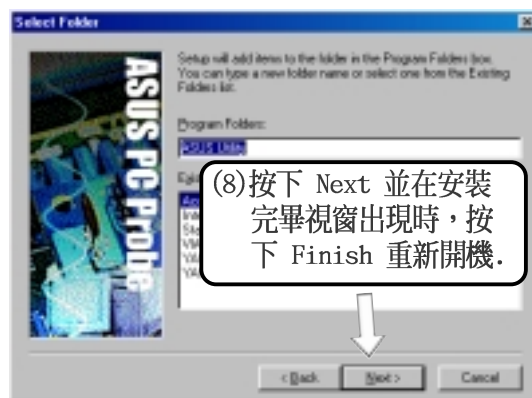 Select Folder
ASUS PC Probe
Setup will add items to the folder in the Program Folders box.
You can type a new folder name or select one from the Existing
Folders list.
Program Folders:
ASUS Utility
(8)按下 Next 並在安裝
完畢視窗出現時，按
下 Finish 重新開機.
< Back
Next >
Cancel